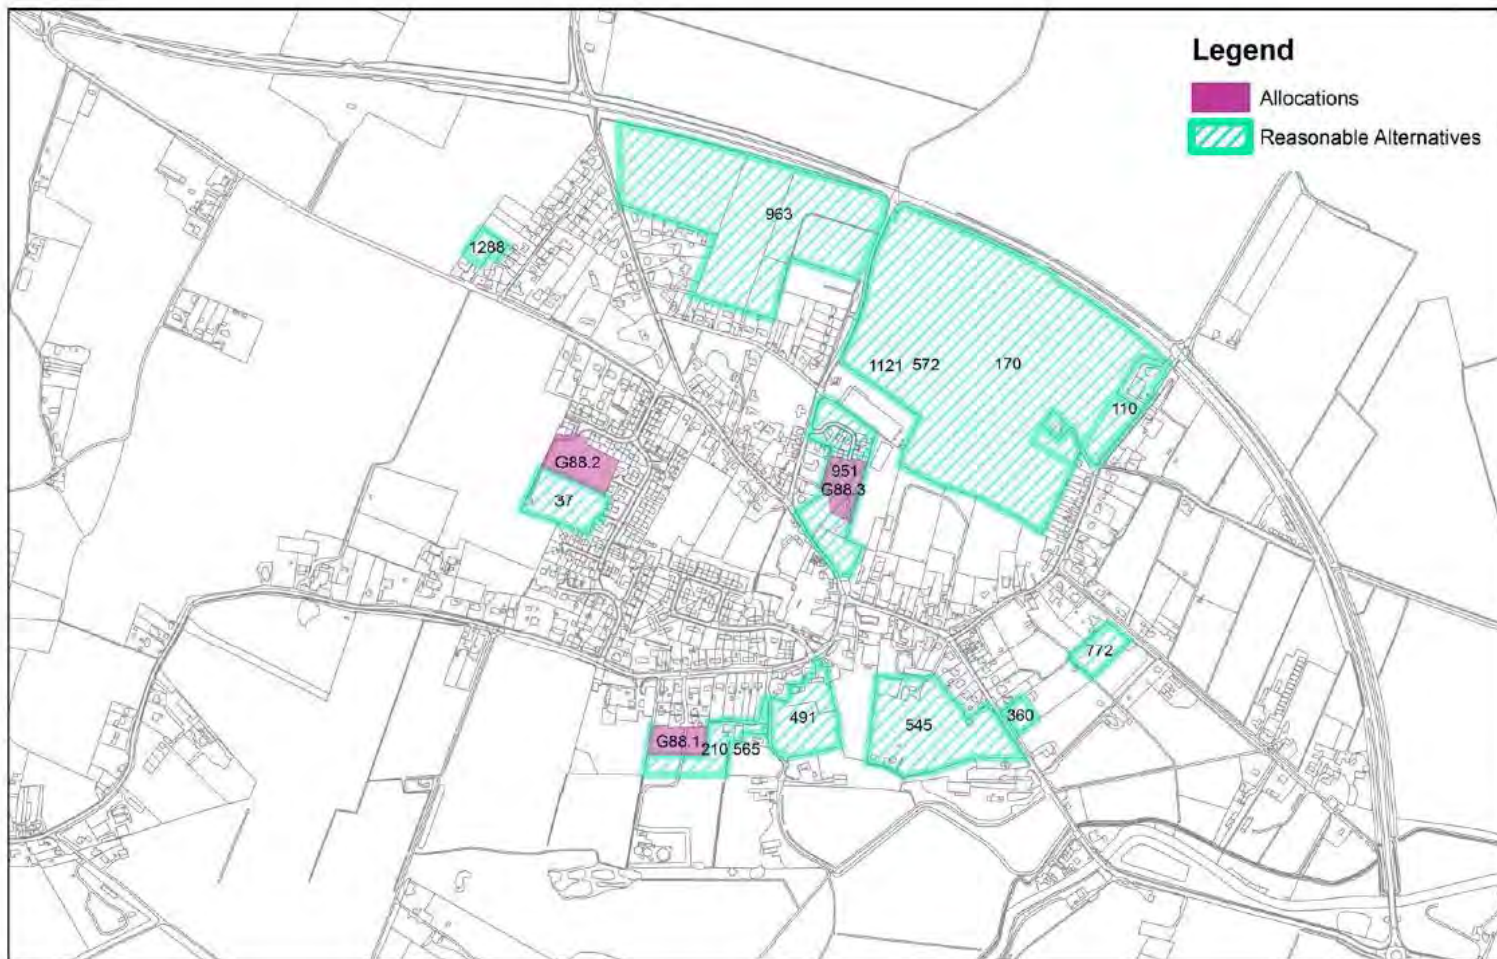 Legend
Allocations
Reasonable Alternatives
963
1288
1121 572 170
110
G88.2
951
G88.3
37
772
360
491
545
G88.1
210 565